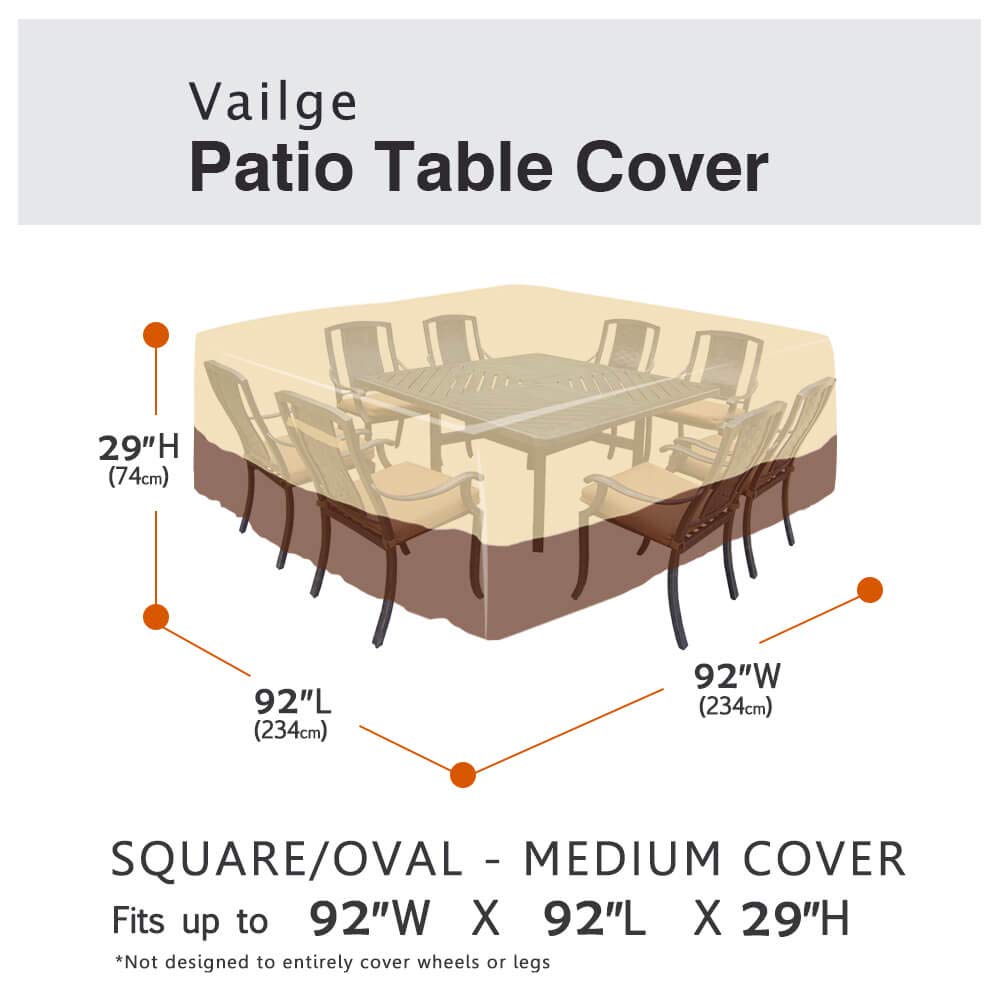 Vailge
Patio Table Cover
29"H
(74cm)
92"L
(234cm)
92"W
(234cm)
SQUARE/OVAL - MEDIUM COVER
Fits up to 92"W X 92"L X 29"H
*Not designed to entirely cover wheels or legs